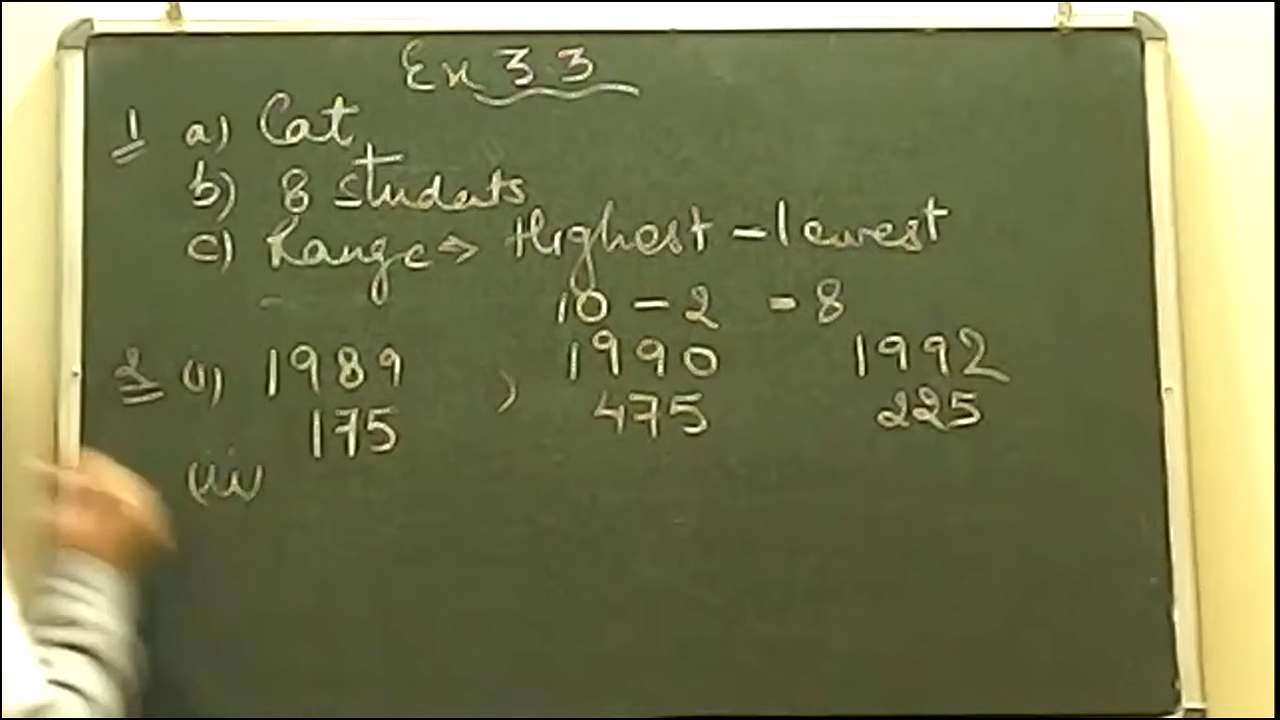 Ex 3.3
1 a) Cat
b) 8 students
c) Range => Highest - lowest
10 - 2 - 8
2 (i) 1989 , 1990 1992
175 475 225
(ii)